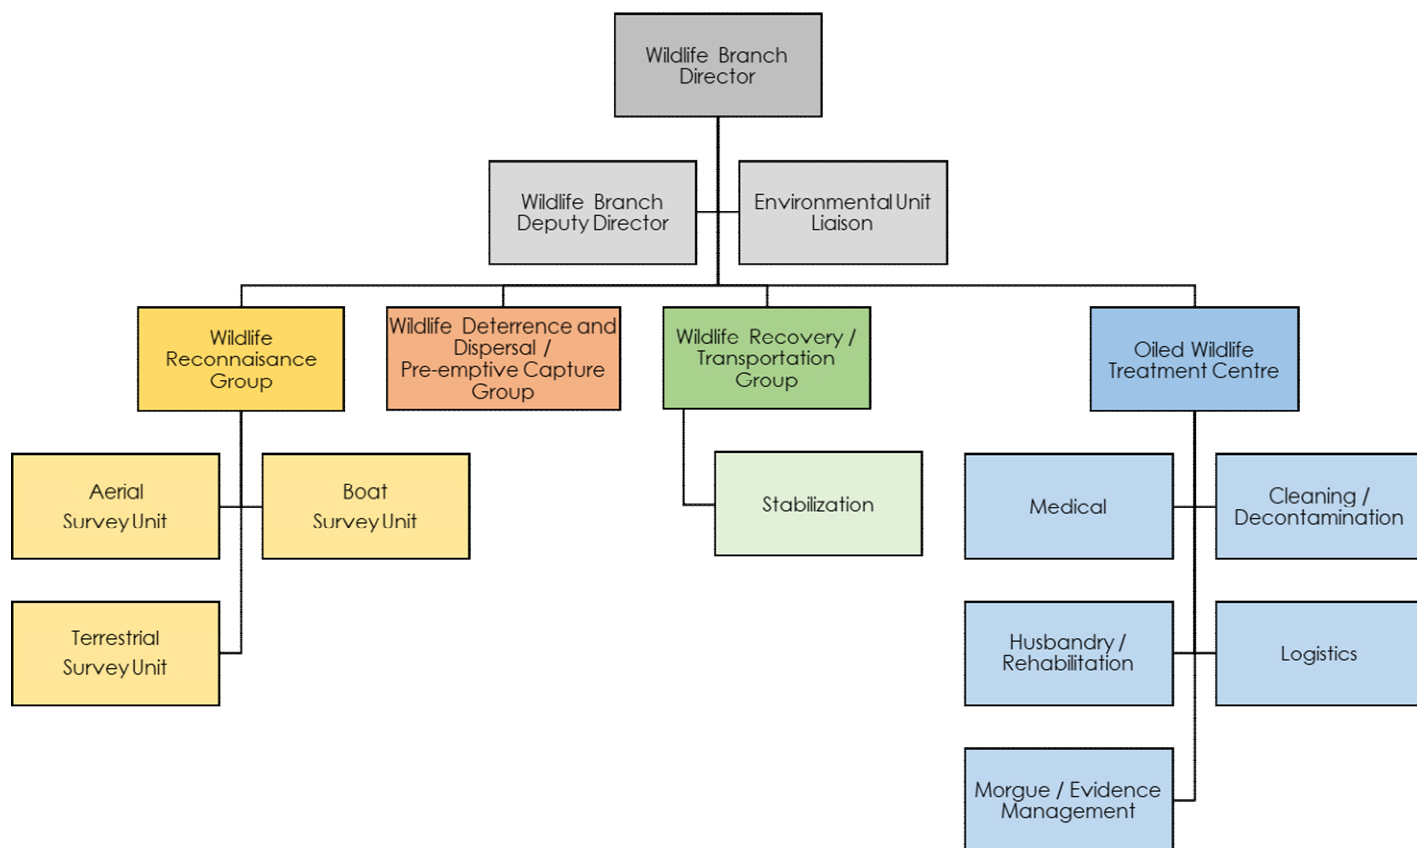 Wildlife Branch
Director
Wildlife Branch
Deputy Director
Environmental Unit
Liaison
Wildlife
Reconnaisance
Group
Wildlife Deterrence and
Dispersal /
Pre-emptive Capture
Group
Wildlife Recovery /
Transportation
Group
Oiled Wildlife
Treatment Centre
Aerial
Survey Unit
Boat
Survey Unit
Stabilization
Medical
Cleaning /
Decontamination
Terrestrial
Survey Unit
Husbandry /
Rehabilitation
Logistics
Morgue / Evidence
Management